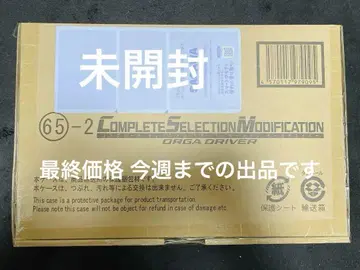 未開封
65-2 COMPLETE SELECTION MODIFICATION
ORGA DRIVER
最終価格 今週までの出品です
本ケースは、つぶれ、汚れ等による交換は出来ません。ご了承ください。
This case is a protective package for product transportation.
Please note this case will not be object for refund in case of damage etc.
紙
保護シート 輸送箱